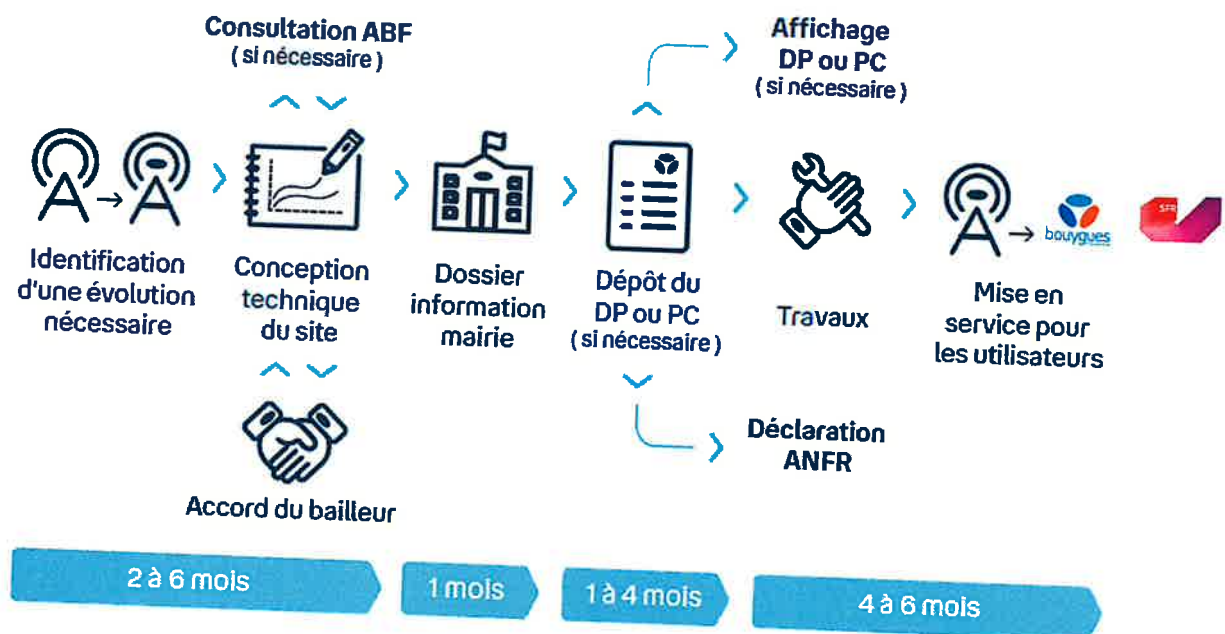 Consultation ABF
( si nécessaire )
Affichage
DP ou PC
( si nécessaire )
Identification
d'une évolution
nécessaire
Conception
technique
du site
Dossier
information
mairie
Dépôt du
DP ou PC
( si nécessaire )
Travaux
bouygues
SFR
Mise en
service pour
les utilisateurs
Accord du bailleur
Déclaration
ANFR
2 à 6 mois
1 mois
1 à 4 mois
4 à 6 mois